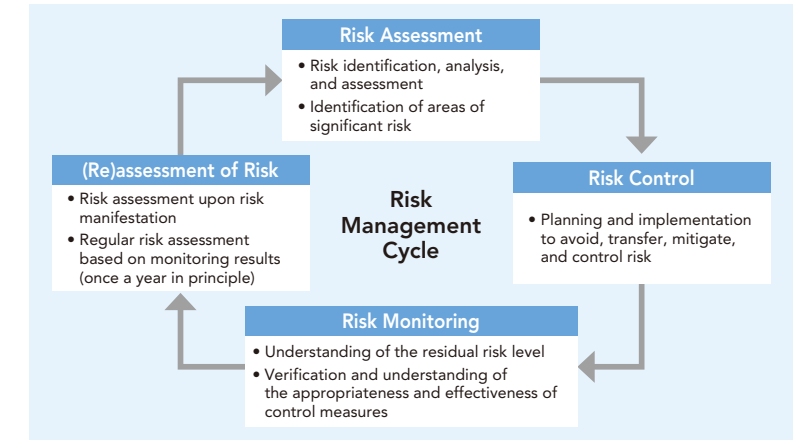 Risk Assessment
• Risk identification, analysis,
and assessment
• Identification of areas of
significant risk
(Re)assessment of Risk
• Risk assessment upon risk
manifestation
• Regular risk assessment
based on monitoring results
(once a year in principle)
Risk
Management
Cycle
Risk Control
• Planning and implementation
to avoid, transfer, mitigate,
and control risk
Risk Monitoring
• Understanding of the residual risk level
• Verification and understanding of
the appropriateness and effectiveness of
control measures